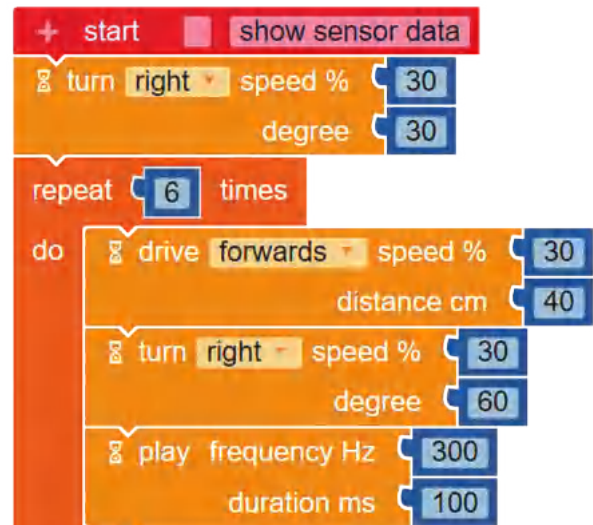 + start show sensor data
turn right speed % 30
degree 30
repeat 6 times
do drive forwards speed % 30
distance cm 40
turn right speed % 30
degree 60
play frequency Hz 300
duration ms 100